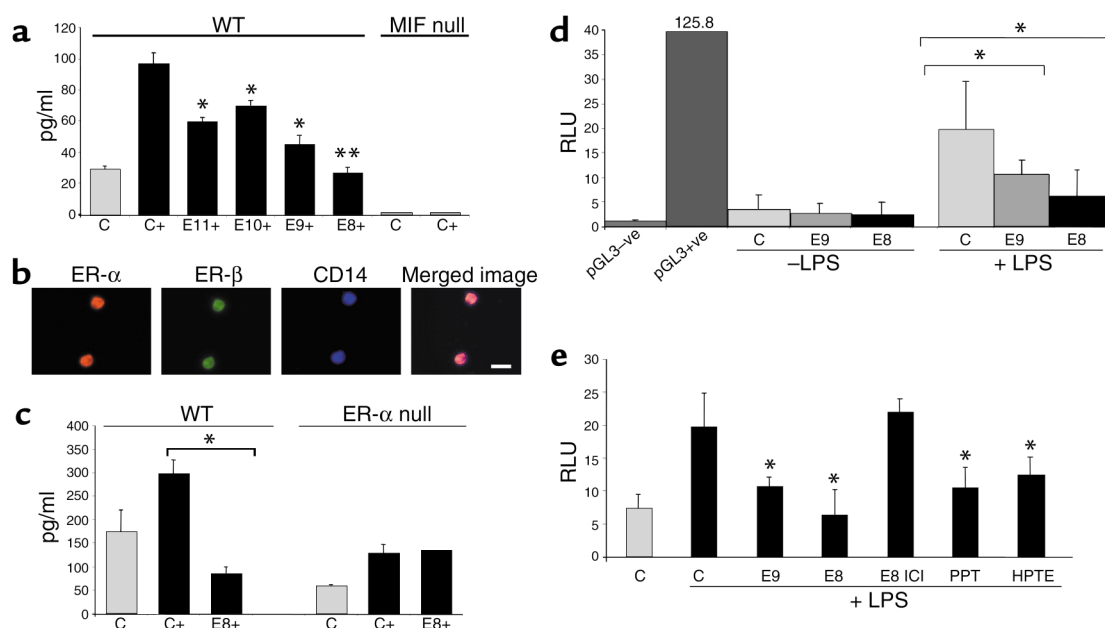 a
WT
MIF null
pg/ml
120
100
80
60
40
20
0
*
*
*
**
C
C+
E11+
E10+
E9+
E8+
C
C+
b
ER-α
ER-β
CD14
Merged image
c
WT
ER-α null
pg/ml
400
350
300
250
200
150
100
50
0
*
C
C+
E8+
C
C+
E8+
d
125.8
RLU
40
35
30
25
20
15
10
5
0
*
*
pGL3–ve
pGL3+ve
C
E9
E8
–LPS
C
E9
E8
+ LPS
e
RLU
30
25
20
15
10
5
0
*
*
*
*
C
C
E9
E8
E8 ICI
PPT
HPTE
+ LPS